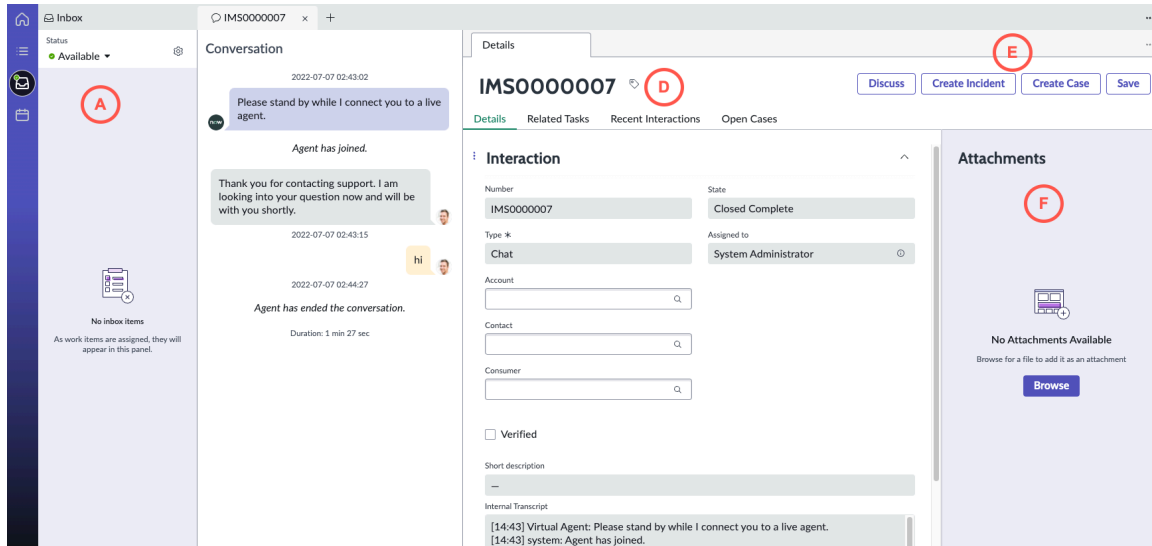 Inbox
IMS0000007 × +
Status
Available
A
No inbox items
As work items are assigned, they will
appear in this panel.
Conversation
2022-07-07 02:43:02
Please stand by while I connect you to a live
agent.
now
Agent has joined.
Thank you for contacting support. I am
looking into your question now and will be
with you shortly.
2022-07-07 02:43:15
hi
2022-07-07 02:44:27
Agent has ended the conversation.
Duration: 1 min 27 sec
Details
E
IMS0000007
D
Discuss
Create Incident
Create Case
Save
Details
Related Tasks
Recent Interactions
Open Cases
Interaction
Number
IMS0000007
State
Closed Complete
Type *
Chat
Assigned to
System Administrator
Account
Contact
Consumer
Verified
Short description
—
Internal Transcript
[14:43] Virtual Agent: Please stand by while I connect you to a live agent.
[14:43] system: Agent has joined.
Attachments
F
No Attachments Available
Browse for a file to add it as an attachment
Browse